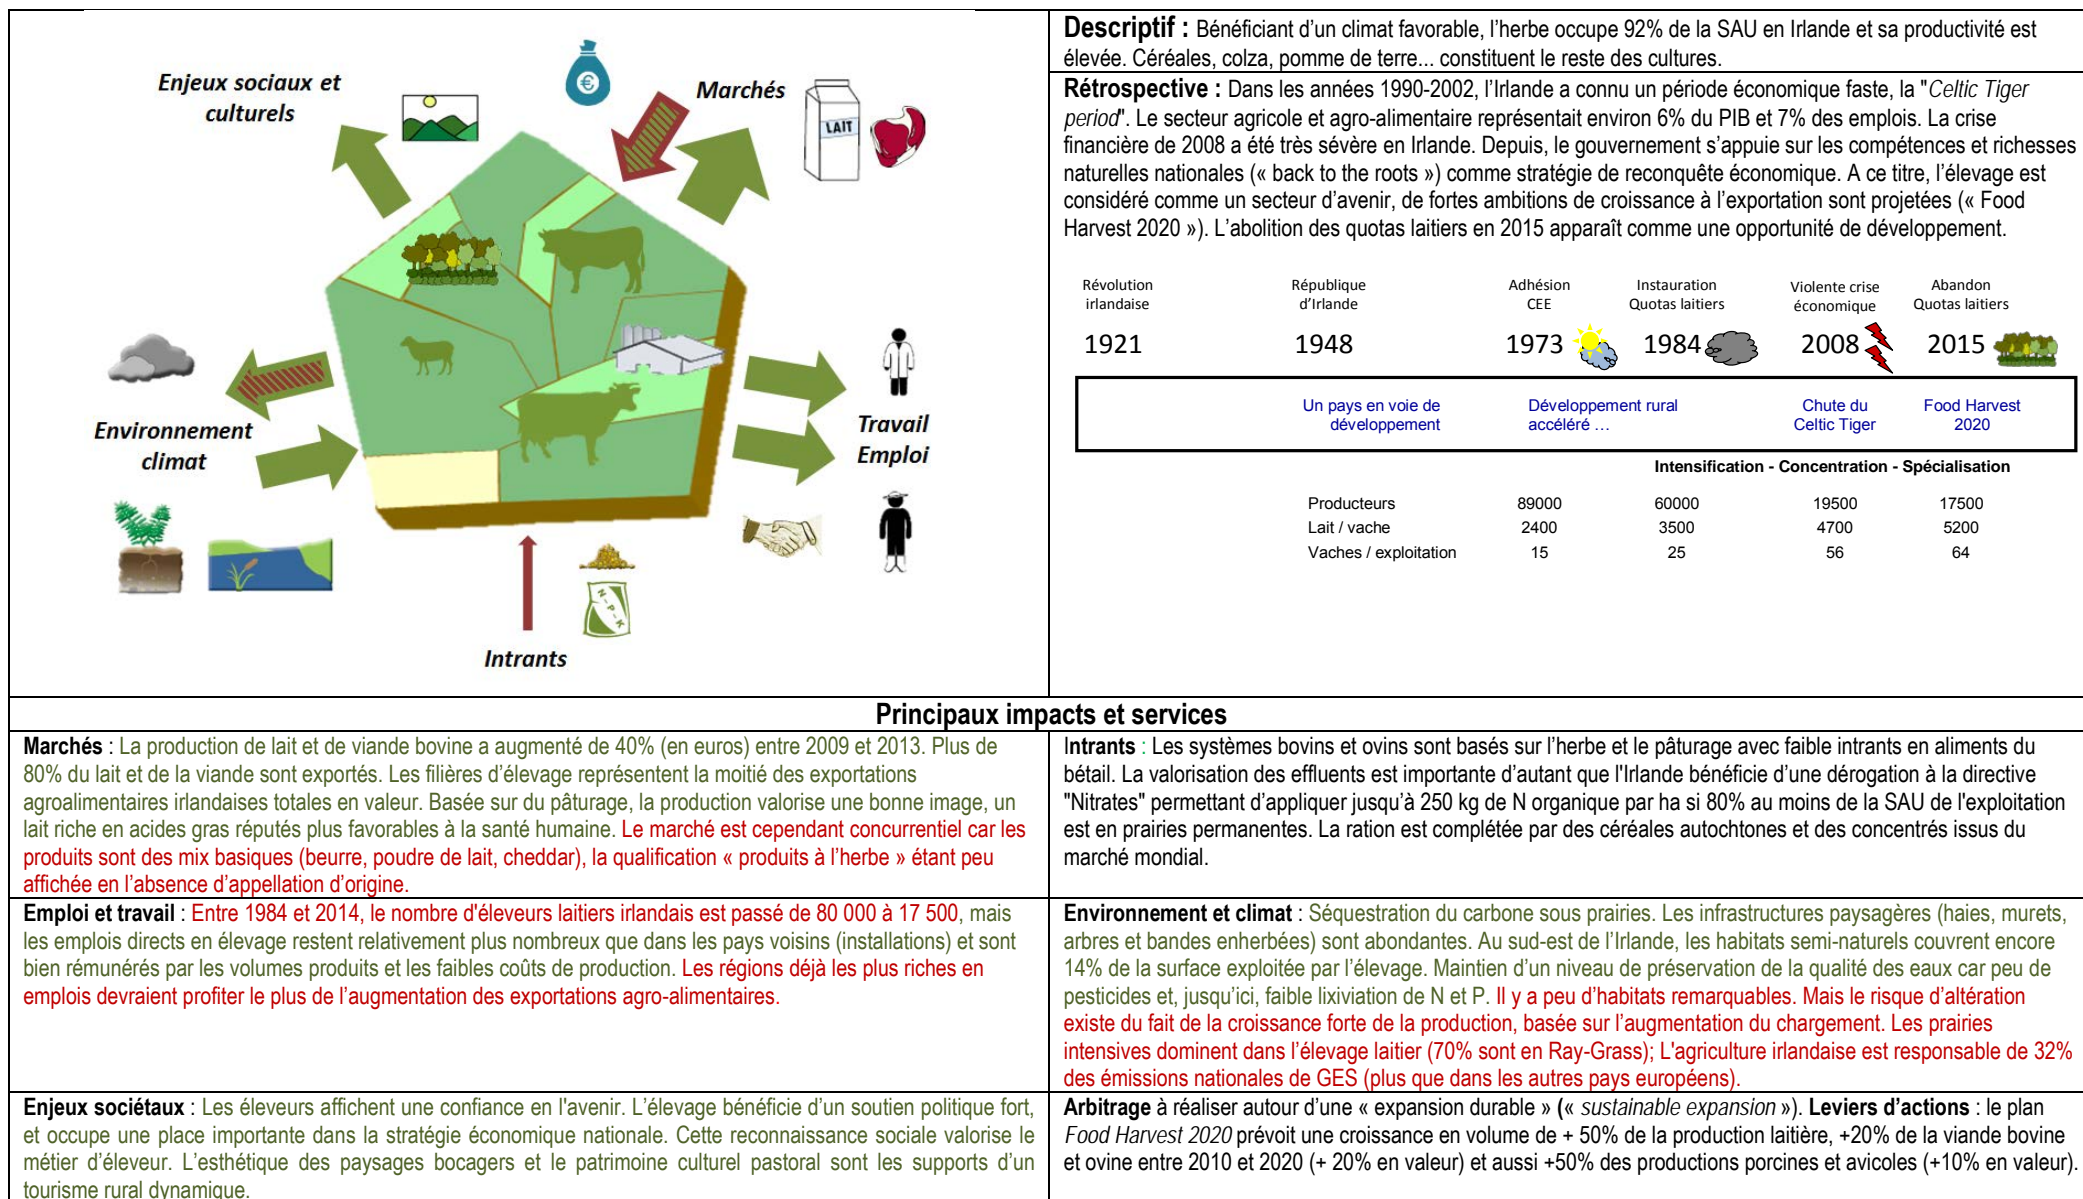 Enjeux sociaux et
culturels
Marchés
LAIT
Environnement
climat
Travail
Emploi
N-P-K
Intrants
Descriptif : Bénéficiant d’un climat favorable, l’herbe occupe 92% de la SAU en Irlande et sa productivité est
élevée. Céréales, colza, pomme de terre... constituent le reste des cultures.
Rétrospective : Dans les années 1990-2002, l’Irlande a connu un période économique faste, la "Celtic Tiger
period". Le secteur agricole et agro-alimentaire représentait environ 6% du PIB et 7% des emplois. La crise
financière de 2008 a été très sévère en Irlande. Depuis, le gouvernement s’appuie sur les compétences et richesses
naturelles nationales (« back to the roots ») comme stratégie de reconquête économique. A ce titre, l’élevage est
considéré comme un secteur d’avenir, de fortes ambitions de croissance à l’exportation sont projetées (« Food
Harvest 2020 »). L’abolition des quotas laitiers en 2015 apparaît comme une opportunité de développement.
Révolution irlandaise
République d’Irlande
Adhésion CEE
Instauration Quotas laitiers
Violente crise économique
Abandon Quotas laitiers
1921 1948 1973 1984 2008 2015
Un pays en voie de développement
Développement rural accéléré …
Chute du Celtic Tiger
Food Harvest 2020
Intensification - Concentration - Spécialisation
Producteurs 89000 60000 19500 17500
Lait / vache 2400 3500 4700 5200
Vaches / exploitation 15 25 56 64
Principaux impacts et services
Marchés : La production de lait et de viande bovine a augmenté de 40% (en euros) entre 2009 et 2013. Plus de
80% du lait et de la viande sont exportés. Les filières d’élevage représentent la moitié des exportations
agroalimentaires irlandaises totales en valeur. Basée sur du pâturage, la production valorise une bonne image, un
lait riche en acides gras réputés plus favorables à la santé humaine. Le marché est cependant concurrentiel car les
produits sont des mix basiques (beurre, poudre de lait, cheddar), la qualification « produits à l’herbe » étant peu
affichée en l’absence d’appellation d’origine.
Intrants : Les systèmes bovins et ovins sont basés sur l’herbe et le pâturage avec faible intrants en aliments du
bétail. La valorisation des effluents est importante d’autant que l'Irlande bénéficie d’une dérogation à la directive
"Nitrates" permettant d’appliquer jusqu’à 250 kg de N organique par ha si 80% au moins de la SAU de l'exploitation
est en prairies permanentes. La ration est complétée par des céréales autochtones et des concentrés issus du
marché mondial.
Emploi et travail : Entre 1984 et 2014, le nombre d'éleveurs laitiers irlandais est passé de 80 000 à 17 500, mais
les emplois directs en élevage restent relativement plus nombreux que dans les pays voisins (installations) et sont
bien rémunérés par les volumes produits et les faibles coûts de production. Les régions déjà les plus riches en
emplois devraient profiter le plus de l’augmentation des exportations agro-alimentaires.
Environnement et climat : Séquestration du carbone sous prairies. Les infrastructures paysagères (haies, murets,
arbres et bandes enherbées) sont abondantes. Au sud-est de l’Irlande, les habitats semi-naturels couvrent encore
14% de la surface exploitée par l’élevage. Maintien d’un niveau de préservation de la qualité des eaux car peu de
pesticides et, jusqu’ici, faible lixiviation de N et P. Il y a peu d’habitats remarquables. Mais le risque d’altération
existe du fait de la croissance forte de la production, basée sur l’augmentation du chargement. Les prairies
intensives dominent dans l’élevage laitier (70% sont en Ray-Grass); L'agriculture irlandaise est responsable de 32%
des émissions nationales de GES (plus que dans les autres pays européens).
Enjeux sociétaux : Les éleveurs affichent une confiance en l'avenir. L’élevage bénéficie d’un soutien politique fort,
et occupe une place importante dans la stratégie économique nationale. Cette reconnaissance sociale valorise le
métier d’éleveur. L’esthétique des paysages bocagers et le patrimoine culturel pastoral sont les supports d’un
tourisme rural dynamique.
Arbitrage à réaliser autour d’une « expansion durable » (« sustainable expansion »). Leviers d’actions : le plan
Food Harvest 2020 prévoit une croissance en volume de + 50% de la production laitière, +20% de la viande bovine
et ovine entre 2010 et 2020 (+ 20% en valeur) et aussi +50% des productions porcines et avicoles (+10% en valeur).